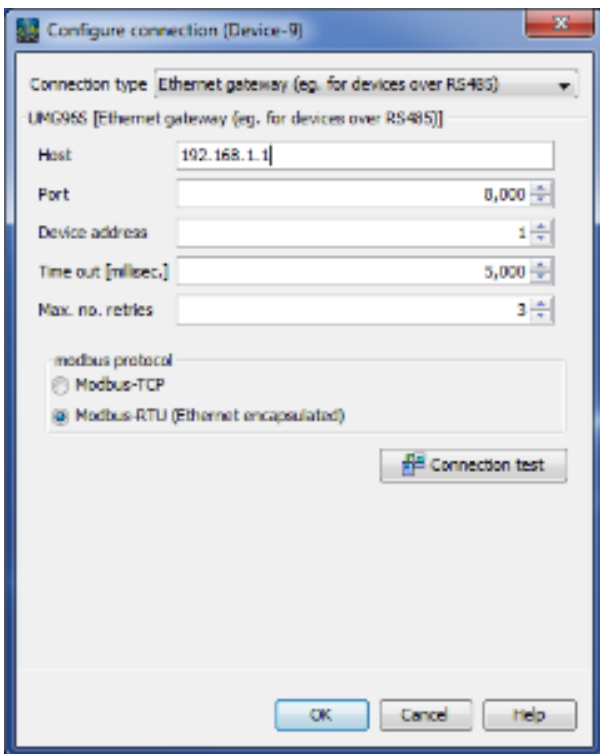 Configure connection (Device-9)
Connection type Ethernet gateway (eg. for devices over RS485)
UMG96S [Ethernet gateway (eg. for devices over RS485)]
Host 192.168.1.1
Port 8,000
Device address 1
Time out [millisec.] 5,000
Max. no. retries 3
modbus protocol
Modbus-TCP
Modbus-RTU (Ethernet encapsulated)
Connection test
OK Cancel Help